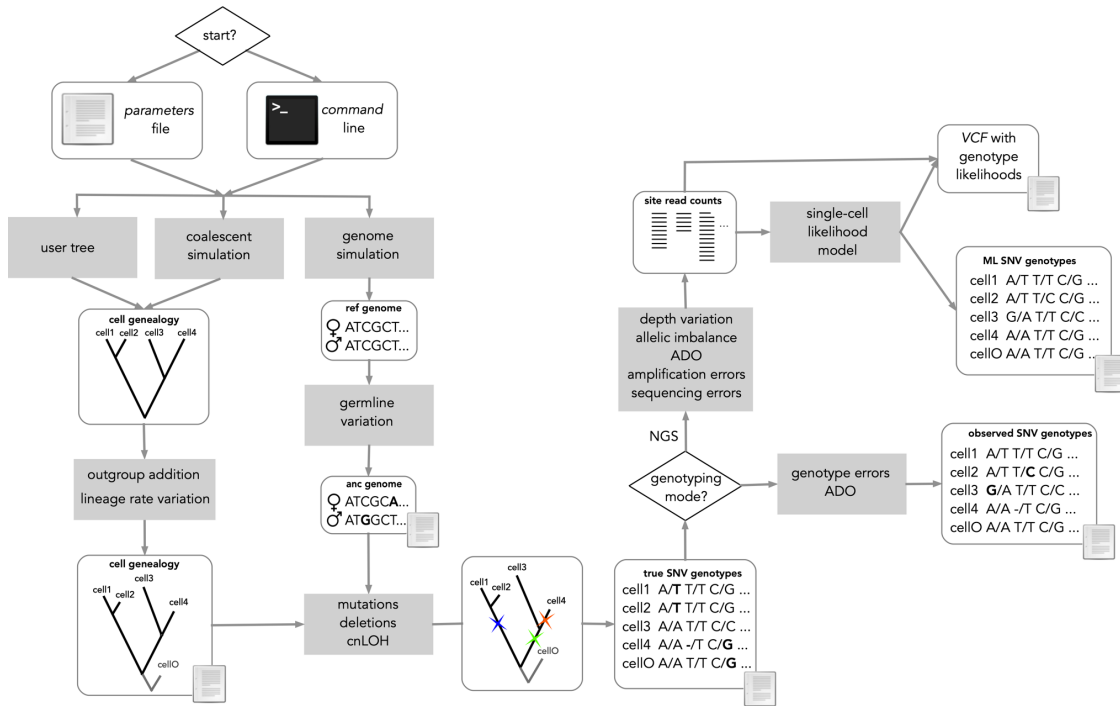 start?
parameters
file
>_
command
line
user tree
coalescent
simulation
genome
simulation
cell genealogy
cell1 cell2 cell3 cell4
ref genome
♀ ATCGCT...
♂ ATCGCT...
outgroup addition
lineage rate variation
germline
variation
anc genome
♀ ATCGCA...
♂ ATGGCT...
cell genealogy
cell1
cell2
cell3
cell4
cellO
mutations
deletions
cnLOH
cell1
cell2
cell3
cell4
cellO
true SNV genotypes
cell1 A/T T/T C/G ...
cell2 A/T T/T C/G ...
cell3 A/A T/T C/C ...
cell4 A/A -/T C/G ...
cellO A/A T/T C/G ...
genotyping
mode?
NGS
depth variation
allelic imbalance
ADO
amplification errors
sequencing errors
site read counts
...
single-cell
likelihood
model
VCF with
genotype
likelihoods
ML SNV genotypes
cell1 A/T T/T C/G ...
cell2 A/T T/C C/G ...
cell3 G/A T/T C/C ...
cell4 A/A T/T C/G ...
cellO A/A T/T C/G ...
genotype errors
ADO
observed SNV genotypes
cell1 A/T T/T C/G ...
cell2 A/T T/C C/G ...
cell3 G/A T/T C/C ...
cell4 A/A -/T C/G ...
cellO A/A T/T C/G ...